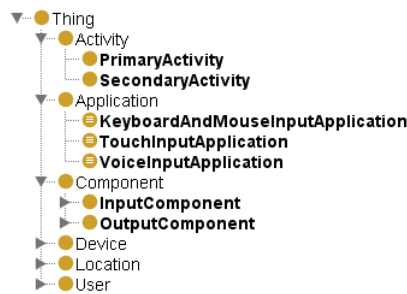 Thing
Activity
PrimaryActivity
SecondaryActivity
Application
KeyboardAndMouseInputApplication
TouchInputApplication
VoiceInputApplication
Component
InputComponent
OutputComponent
Device
Location
User